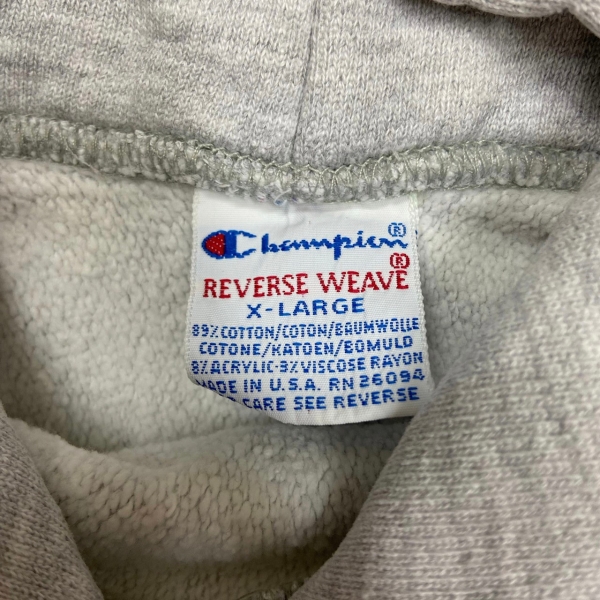 Champion®
REVERSE WEAVE®
X-LARGE
89% COTTON/COTON/BAUMWOLLE
COTONE/KATOEN/BOMULD
8% ACRYLIC-3% VISCOSE RAYON
MADE IN U.S.A. RN 26094
CARE SEE REVERSE